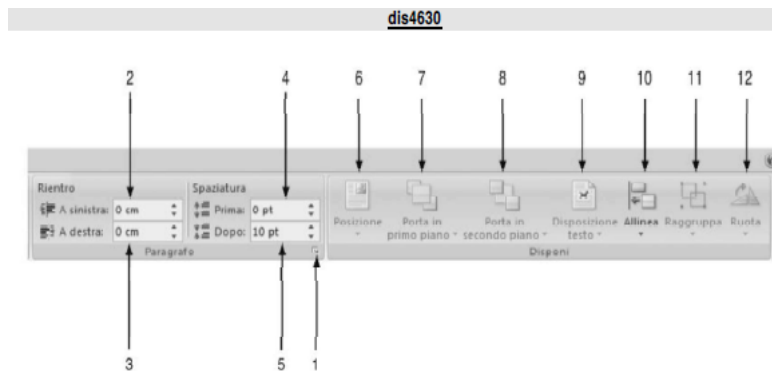 dis4630
2 4 6 7 8 9 10 11 12
Rientro Spaziatura
A sinistra: 0 cm Prima: 0 pt Posizione Porta in Porta in Disposizione Allinea Raggruppa Ruota
A destra: 0 cm Dopo: 10 pt primo piano secondo piano testo
Paragrafo Disponi
3 5 1